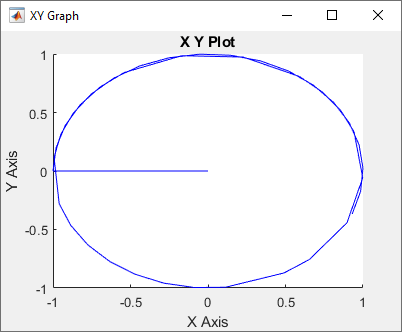 XY Graph
X Y Plot
1
0.5
0
-0.5
-1
Y Axis
-1 -0.5 0 0.5 1
X Axis